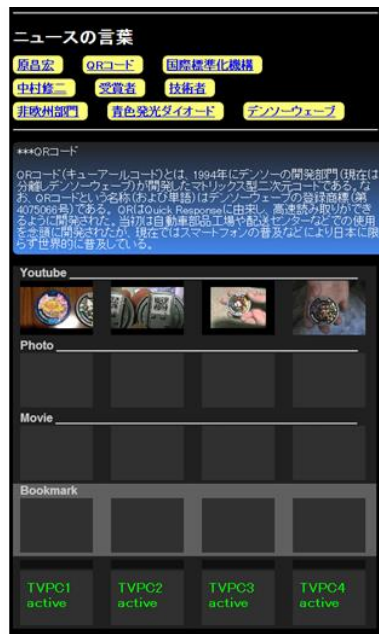 ニュースの言葉
原昌宏 QRコード 国際標準化機構
中村修二 受賞者 技術者
非欧州部門 青色発光ダイオード デンソーウェーブ
***QRコード
QRコード(キューアールコード)とは、1994年にデンソーの開発部門(現在は
分離しデンソーウェーブ)が開発したマトリックス型二次元コードである。な
お、QRコードという名称(および単語)はデンソーウェーブの登録商標(第
4075066号)である。QRはQuick Responseに由来し、高速読み取りができ
るように開発された。当初は自動車部品工場や配送センターなどでの使用
を念頭に開発されたが、現在ではスマートフォンの普及などにより日本に限
らず世界的に普及している。
Youtube
Photo
Movie
Bookmark
TVPC1 TVPC2 TVPC3 TVPC4
active active active active